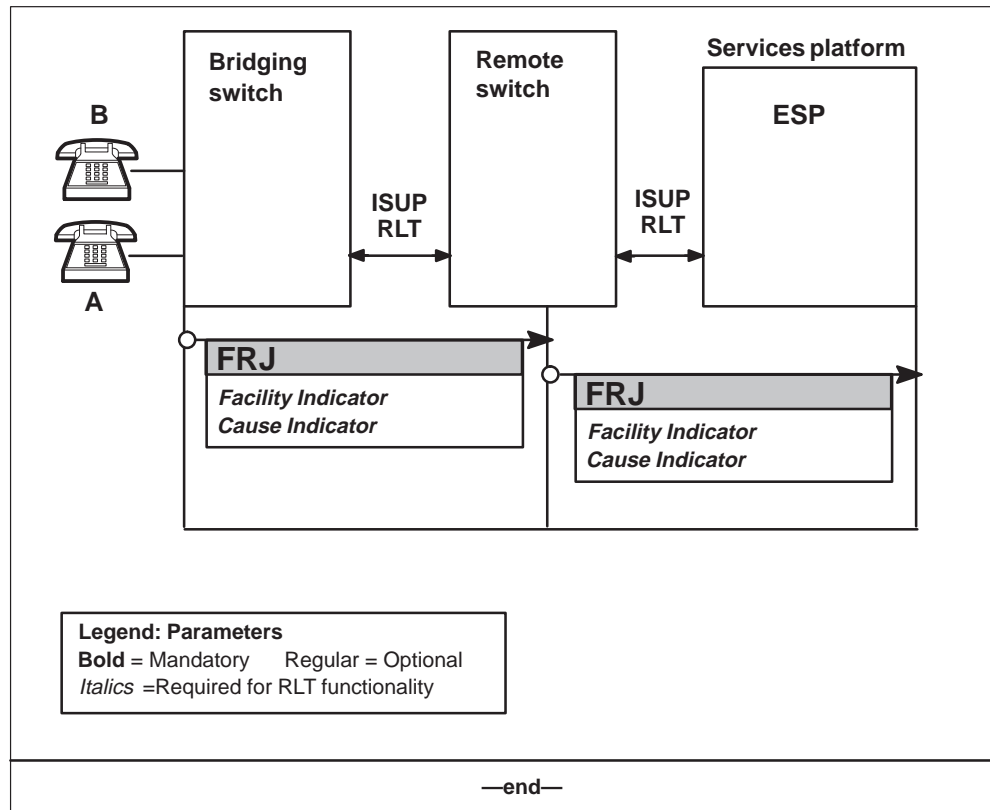 Bridging
switch
Remote
switch
Services platform
ESP
B
A
ISUP
RLT
ISUP
RLT
FRJ
Facility Indicator
Cause Indicator
FRJ
Facility Indicator
Cause Indicator
Legend: Parameters
Bold = Mandatory Regular = Optional
Italics =Required for RLT functionality
—end—